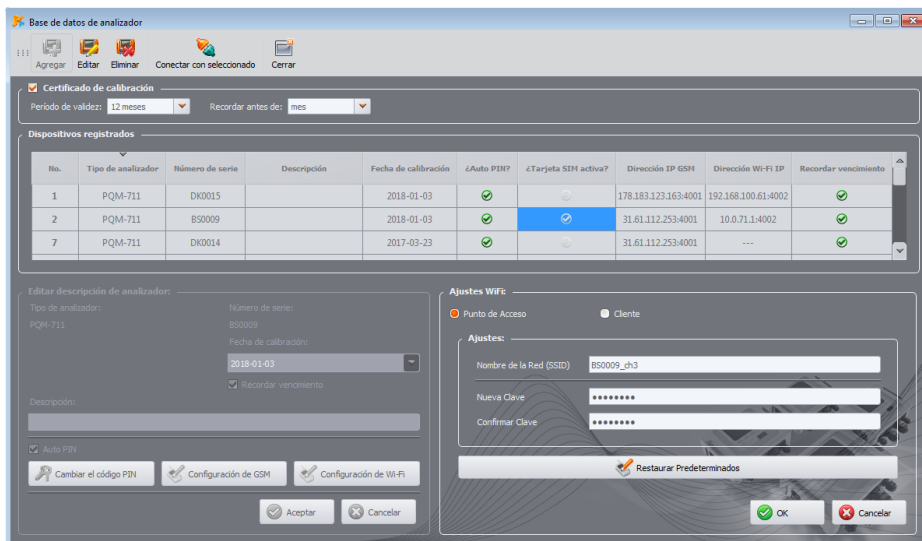 Base de datos de analizador
Agregar Editar Eliminar Conectar con seleccionado Cerrar
Certificado de calibración
Período de validez: 12 meses Recordar antes de: mes
Dispositivos registrados
No. Tipo de analizador Número de serie Descripción Fecha de calibración ¿Auto PIN? ¿Tarjeta SIM activa? Dirección IP GSM Dirección Wi-Fi IP Recordar vencimiento
1 PQM-711 DK0015 2018-01-03 178.183.123.163:4001 192.168.100.61:4002
2 PQM-711 BS0009 2018-01-03 31.61.112.253:4001 10.0.71.1:4002
7 PQM-711 DK0014 2017-03-23 31.61.112.253:4001 ---
Editar descripción de analizador:
Tipo de analizador: Número de serie:
PQM-711 BS0009
Fecha de calibración:
2018-01-03
Recordar vencimiento
Descripción:
Auto PIN
Cambiar el código PIN Configuración de GSM Configuración de Wi-Fi
Aceptar Cancelar
Ajustes WiFi:
Punto de Acceso Cliente
Ajustes:
Nombre de la Red (SSID) BS0009_ch3
Nueva Clave ●●●●●●●●
Confirmar Clave ●●●●●●●●
Restaurar Predeterminados
OK Cancelar